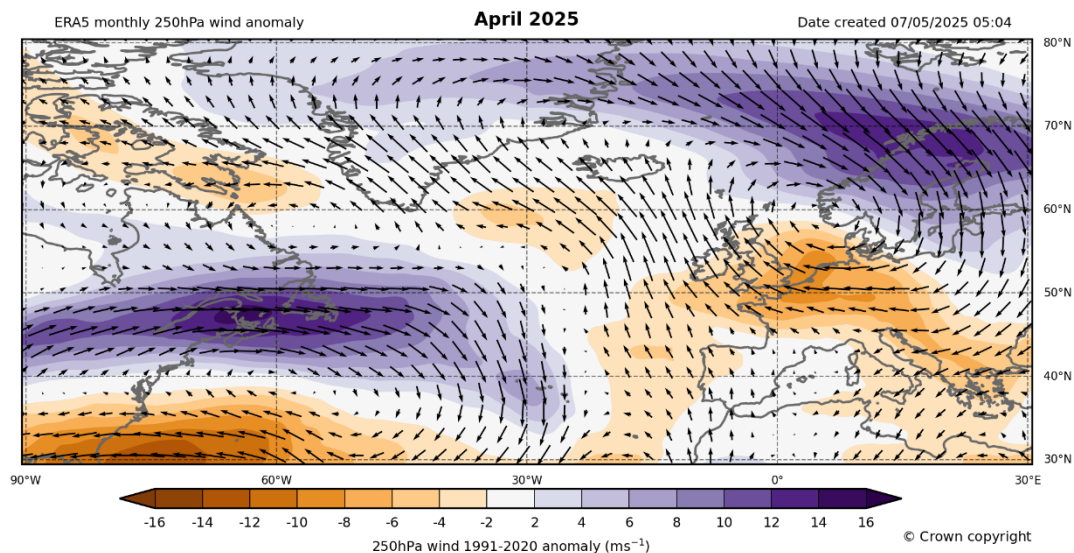 ERA5 monthly 250hPa wind anomaly
April 2025
Date created 07/05/2025 05:04
80°N
70°N
60°N
50°N
40°N
30°N
90°W 60°W 30°W 0° 30°E
-16 -14 -12 -10 -8 -6 -4 -2 2 4 6 8 10 12 14 16
250hPa wind 1991-2020 anomaly (ms⁻¹)
© Crown copyright